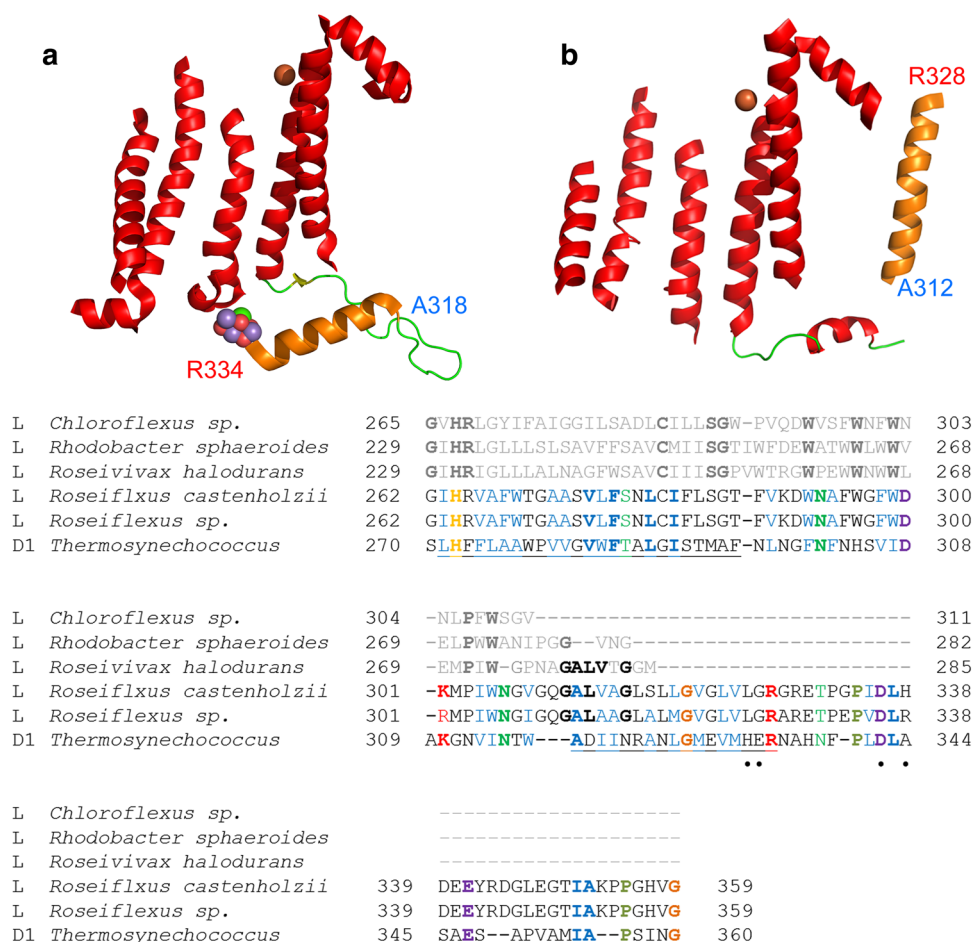 a
b
R328
A318
A312
R334
L Chloroflexus sp. 265 GVHRLGYIFAIGGILSADLCILLSGW-PVQDWVSFWNFWN 303
L Rhodobacter sphaeroides 229 GIHRLGLLLSLSAVFFSAVCMIISGTIWFDEWATWWLWWV 268
L Roseivivax halodurans 229 GIHRIGLLLALNAGFWSAVCIIISGPVWTRGWPEWWNWWL 268
L Roseiflxus castenholzii 262 GIHRVAFWTGAASVLFSNLCIFLSGT-FVKDWNAFWGFWD 300
L Roseiflxus sp. 262 GIHRVAFWTGAASVLFSNLCIFLSGT-FVKDWNAFWGFWD 300
D1 Thermosynechococcus 270 SLHFFLAAWPVVGVWFTALGISTMAF-NLNGFNFNHSVID 308
L Chloroflexus sp. 304 -NLPFWSGV------------------------------- 311
L Rhodobacter sphaeroides 269 -ELPWWANIPGG--VNG----------------------- 282
L Roseivivax halodurans 269 -EMPIW-GPNAGALVTGGM--------------------- 285
L Roseiflxus castenholzii 301 -KMPIWNGVGQGALVAGLSLLGVGLVLGRGRETPGPIDLH 338
L Roseiflxus sp. 301 -RMPIWNGIGQGALAAGLALMGVGLVLGRARETPEPVDLR 338
D1 Thermosynechococcus 309 AKGNVINTW---ADIINRANLGMEVMHERNAHNF-PLDLA 344
L Chloroflexus sp. --------------------
L Rhodobacter sphaeroides --------------------
L Roseivivax halodurans --------------------
L Roseiflxus castenholzii 339 DEEYRDGLEGTIAKPPGHVG 359
L Roseiflxus sp. 339 DEEYRDGLEGTIAKPPGHVG 359
D1 Thermosynechococcus 345 SAES--APVAMIA--PSING 360